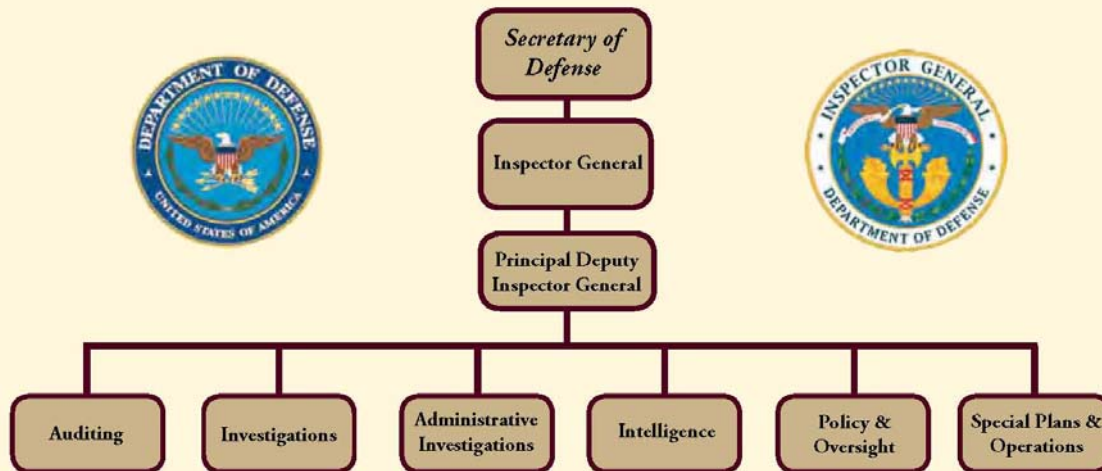 Secretary of
Defense
DEPARTMENT OF DEFENSE
UNITED STATES OF AMERICA
INSPECTOR GENERAL
DEPARTMENT OF DEFENSE
Inspector General
Principal Deputy
Inspector General
Auditing
Investigations
Administrative
Investigations
Intelligence
Policy &
Oversight
Special Plans &
Operations